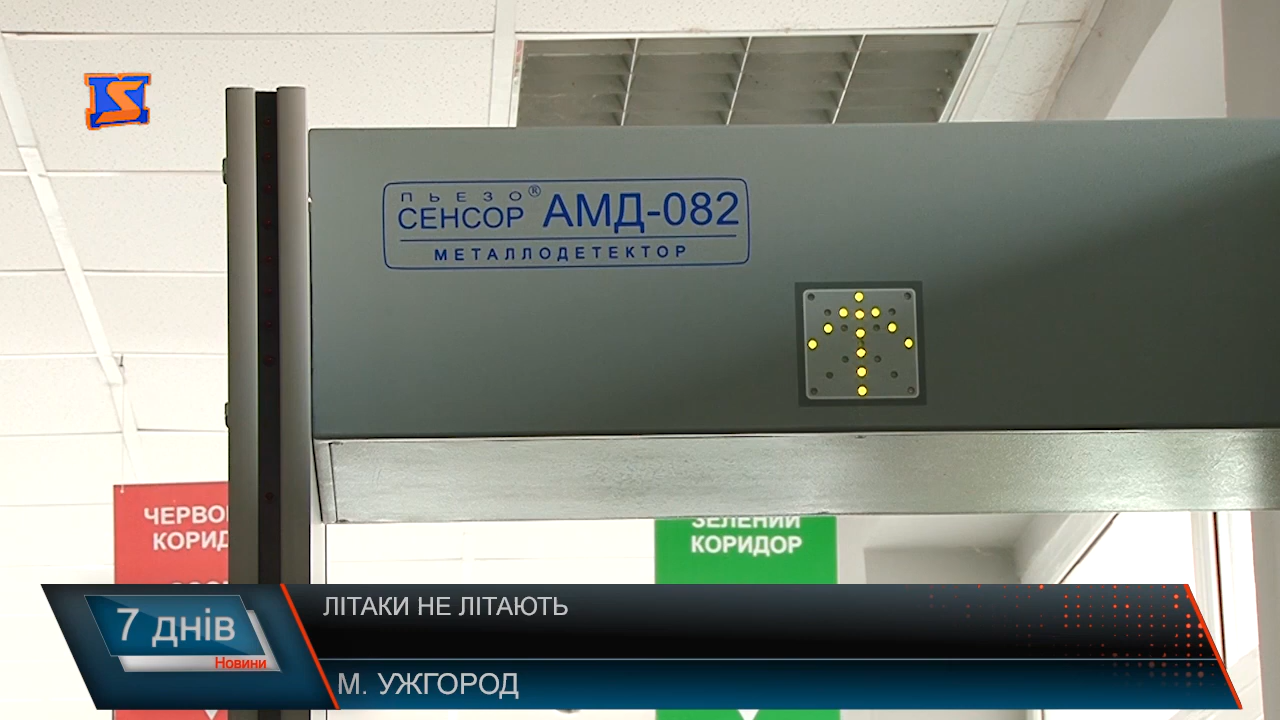 ПЬЕЗО®
СЕНСОР АМД-082
МЕТАЛЛОДЕТЕКТОР
ЗЕЛЕНИЙ
КОРИДОР
ЛІТАКИ НЕ ЛІТАЮТЬ
7 днів
Новини
М. УЖГОРОД